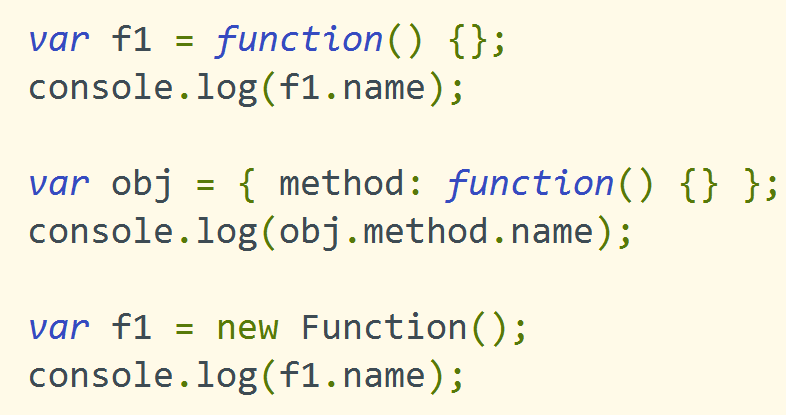 var f1 = function() {};
console.log(f1.name);
var obj = { method: function() {} };
console.log(obj.method.name);
var f1 = new Function();
console.log(f1.name);